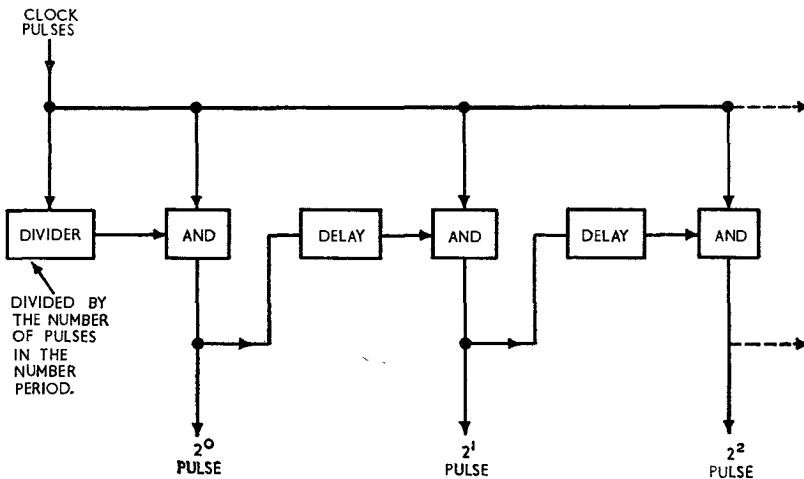 CLOCK
PULSES
DIVIDER
AND
DELAY
AND
DELAY
AND
DIVIDED BY
THE NUMBER
OF PULSES
IN THE
NUMBER
PERIOD.
2⁰
PULSE
2¹
PULSE
2²
PULSE